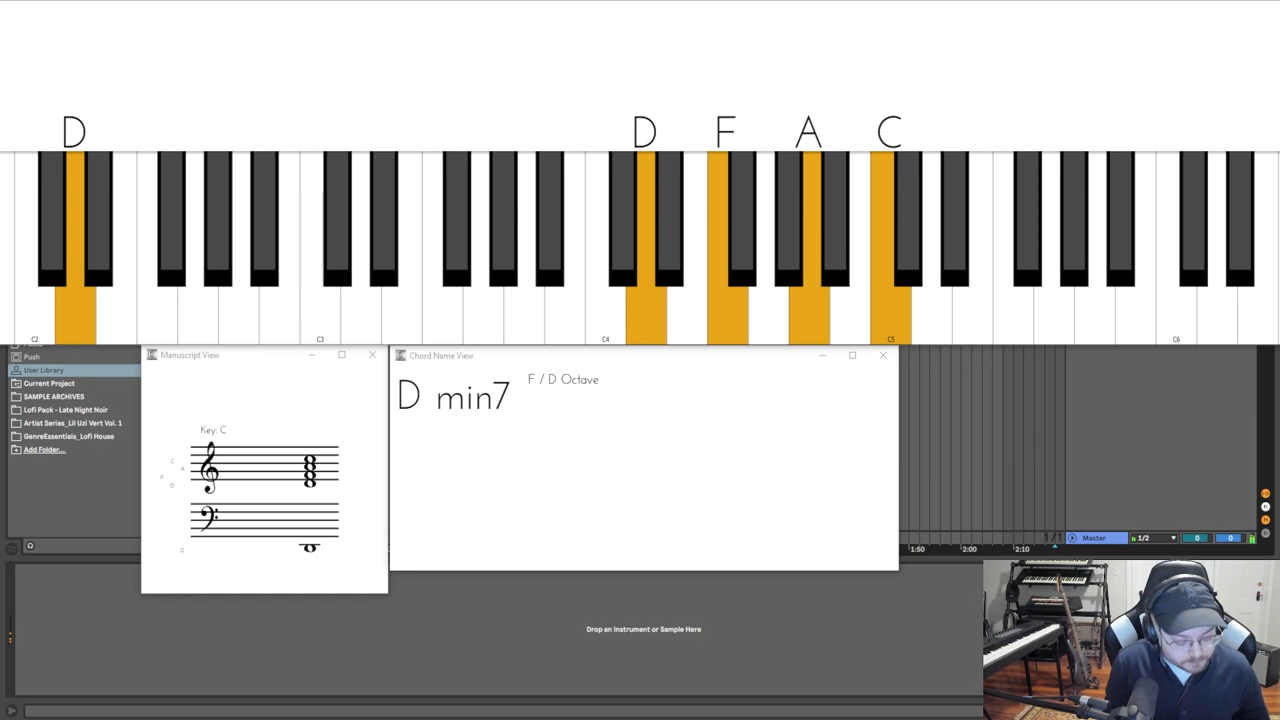 D D F A C
C2 C3 C4 C5 C6
Push
User Library
Current Project
SAMPLE ARCHIVES
Lofi Pack - Late Night Noir
Artist Series_Lil Uzi Vert Vol. 1
GenreEssentials_Lofi House
Add Folder...
Manuscript View
Key: C
C
A
F
D
D
Chord Name View
D min7
F / D Octave
1:50 2:00 2:10
1/1
Master
1/2
0 0
Drop an Instrument or Sample Here